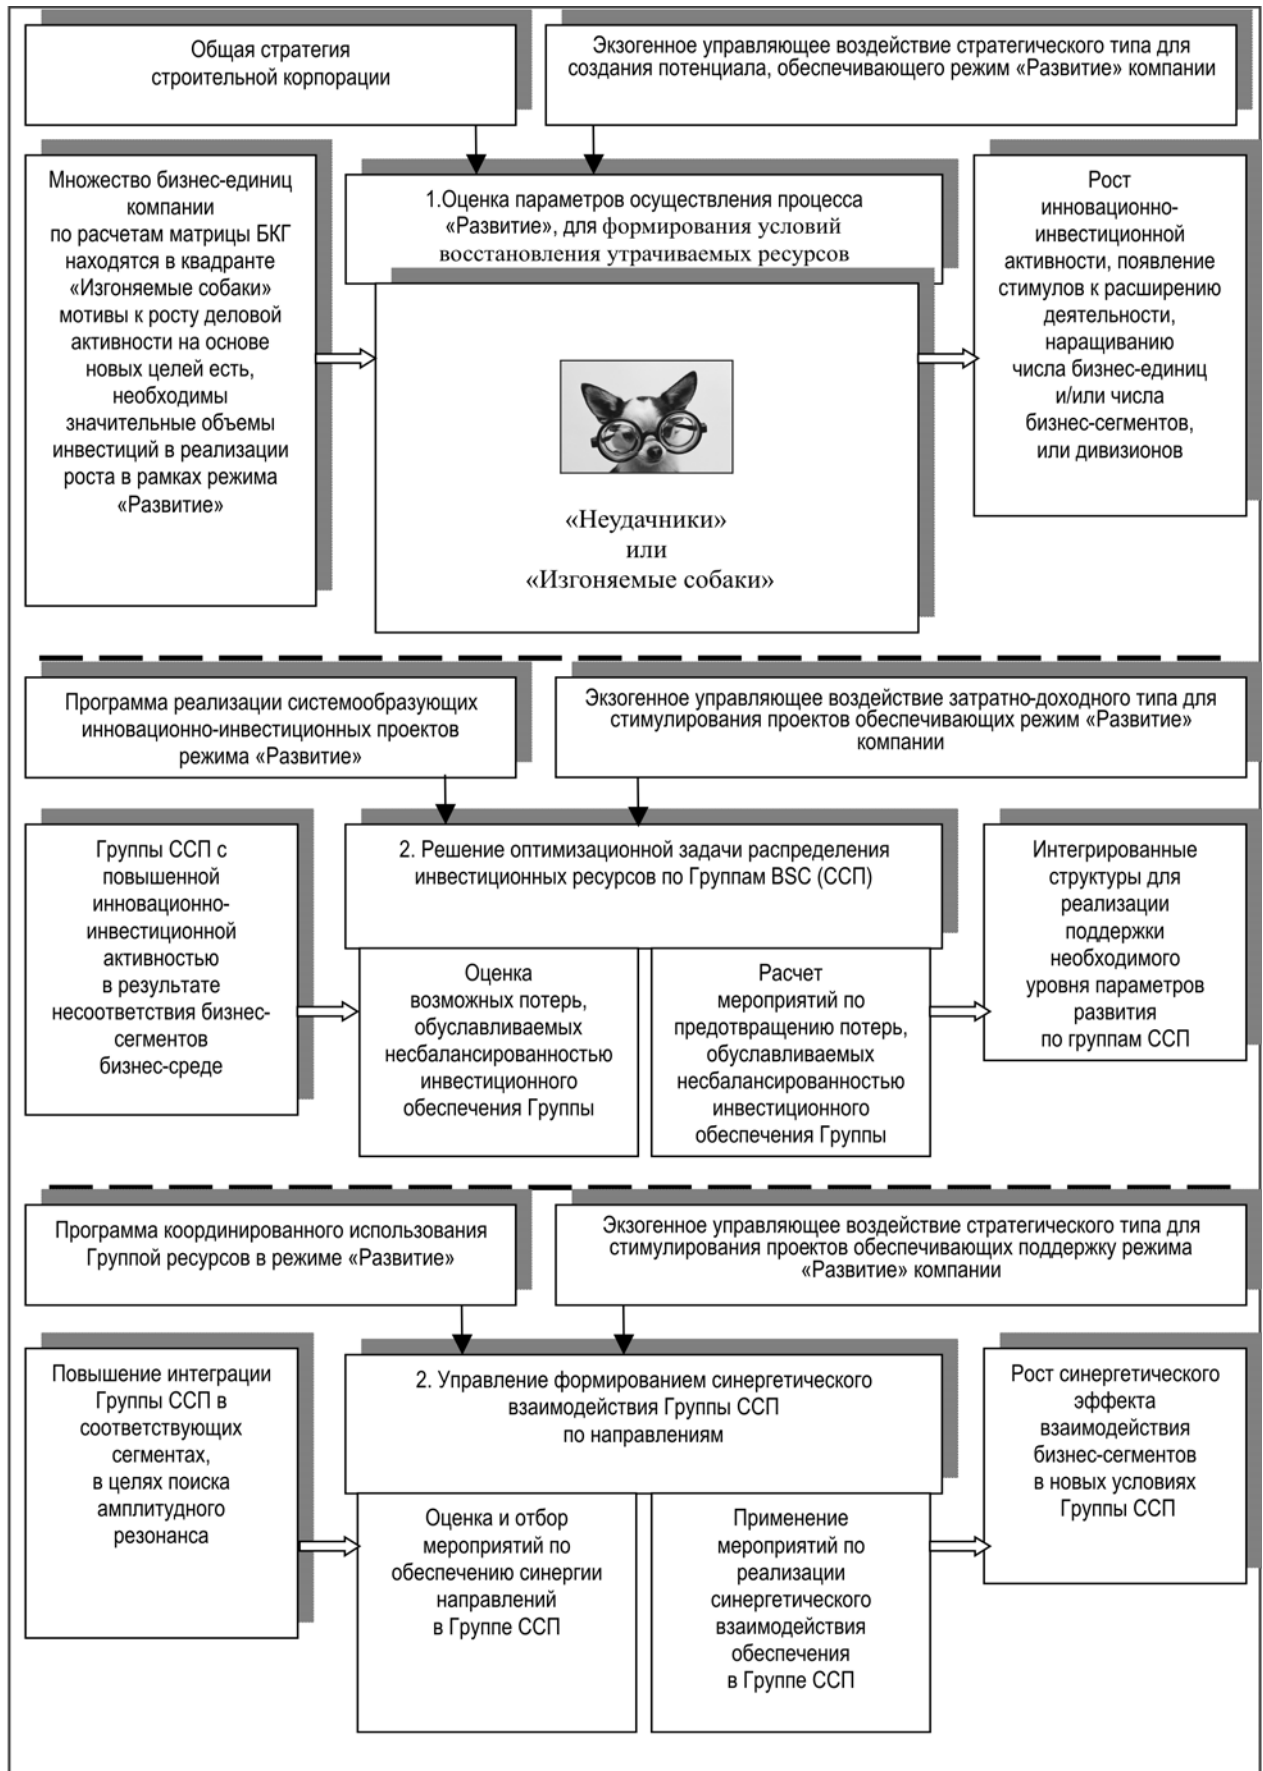 Общая стратегия
строительной корпорации
Экзогенное управляющее воздействие стратегического типа для
создания потенциала, обеспечивающего режим «Развитие» компании
Множество бизнес-единиц
компании
по расчетам матрицы БКГ
находятся в квадранте
«Изгоняемые собаки»
мотивы к росту деловой
активности на основе
новых целей есть,
необходимы
значительные объемы
инвестиций в реализации
роста в рамках режима
«Развитие»
1.Оценка параметров осуществления процесса
«Развитие», для формирования условий
восстановления утрачиваемых ресурсов
«Неудачники»
или
«Изгоняемые собаки»
Рост
инновационно-
инвестиционной
активности, появление
стимулов к расширению
деятельности,
наращиванию
числа бизнес-единиц
и/или числа
бизнес-сегментов,
или дивизионов
Программа реализации системообразующих
инновационно-инвестиционных проектов
режима «Развитие»
Экзогенное управляющее воздействие затратно-доходного типа для
стимулирования проектов обеспечивающих режим «Развитие»
компании
Группы ССП с
повышенной
инновационно-
инвестиционной
активностью
в результате
несоответствия бизнес-
сегментов
бизнес-среде
2. Решение оптимизационной задачи распределения
инвестиционных ресурсов по Группам BSC (ССП)
Оценка
возможных потерь,
обуславливаемых
несбалансированностью
инвестиционного
обеспечения Группы
Расчет
мероприятий по
предотвращению потерь,
обуславливаемых
несбалансированностью
инвестиционного
обеспечения Группы
Интегрированные
структуры для
реализации
поддержки
необходимого
уровня параметров
развития
по группам ССП
Программа координированного использования
Группой ресурсов в режиме «Развитие»
Экзогенное управляющее воздействие стратегического типа для
стимулирования проектов обеспечивающих поддержку режима
«Развитие» компании
Повышение интеграции
Группы ССП в
соответствующих
сегментах,
в целях поиска
амплитудного
резонанса
2. Управление формированием синергетического
взаимодействия Группы ССП
по направлениям
Оценка и отбор
мероприятий по
обеспечению синергии
направлений
в Группе ССП
Применение
мероприятий по
реализации
синергетического
взаимодействия
обеспечения
в Группе ССП
Рост синергетического
эффекта
взаимодействия
бизнес-сегментов
в новых условиях
Группы ССП